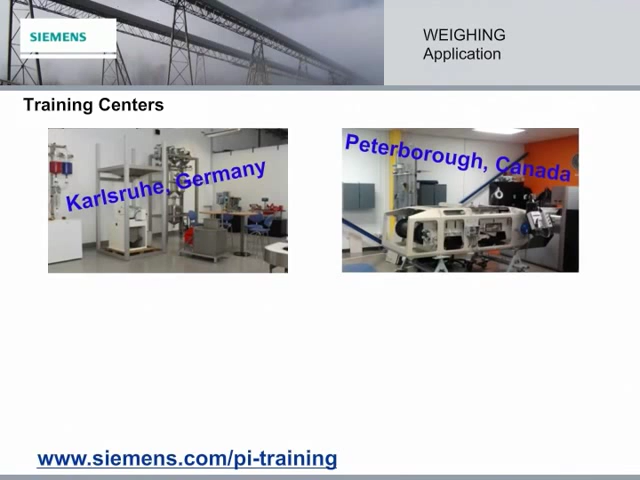 SIEMENS
WEIGHING
Application
Training Centers
Karlsruhe, Germany
Peterborough, Canada
www.siemens.com/pi-training